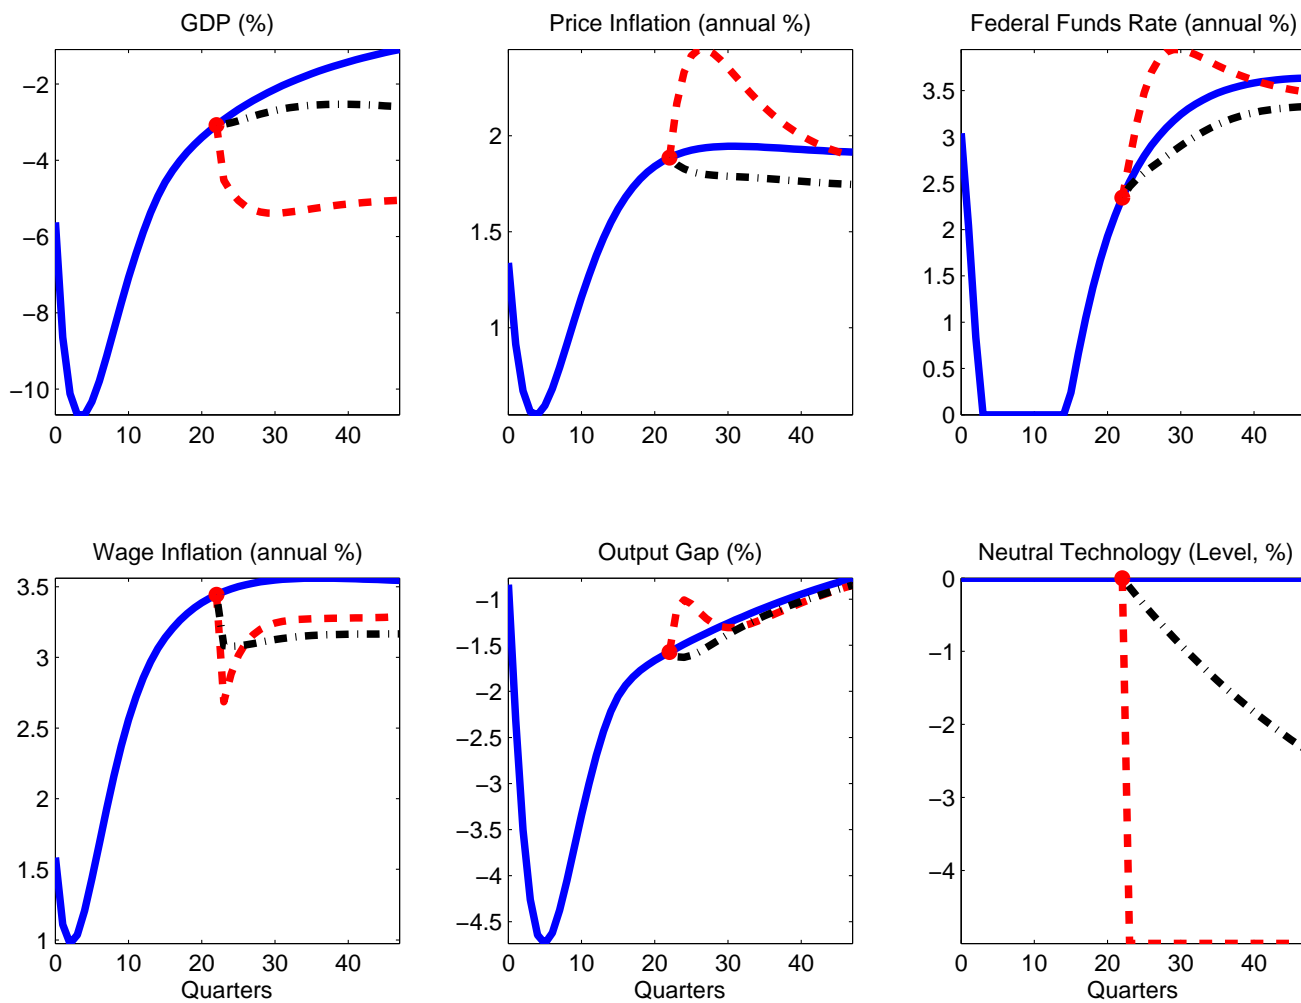 GDP (%)
−2
−4
−6
−8
−10
0 10 20 30 40
Price Inflation (annual %)
2
1.5
1
0 10 20 30 40
Federal Funds Rate (annual %)
3.5
3
2.5
2
1.5
1
0.5
0
0 10 20 30 40
Wage Inflation (annual %)
3.5
3
2.5
2
1.5
1
0 10 20 30 40
Quarters
Output Gap (%)
−1
−1.5
−2
−2.5
−3
−3.5
−4
−4.5
0 10 20 30 40
Quarters
Neutral Technology (Level, %)
0
−1
−2
−3
−4
0 10 20 30 40
Quarters